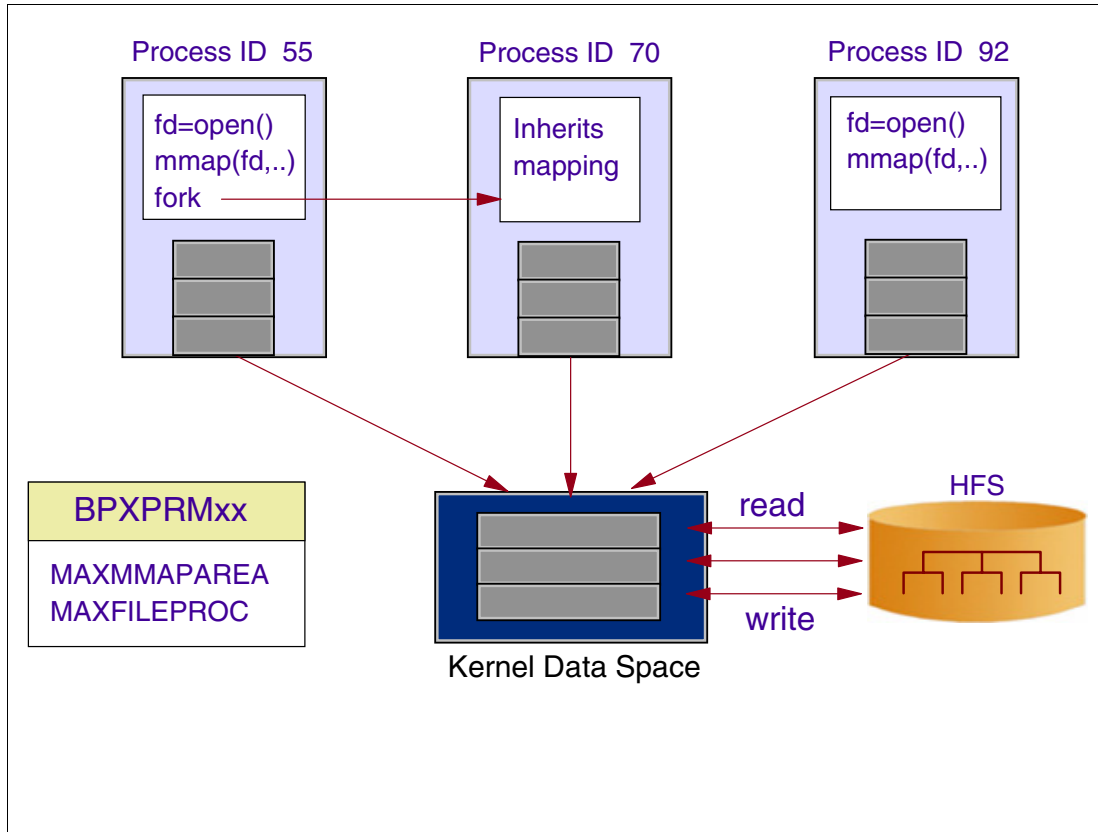 Process ID 55
Process ID 70
Process ID 92
fd=open()
mmap(fd,..)
fork
Inherits
mapping
fd=open()
mmap(fd,..)
BPXPRMxx
MAXMMAPAREA
MAXFILEPROC
read
write
HFS
Kernel Data Space